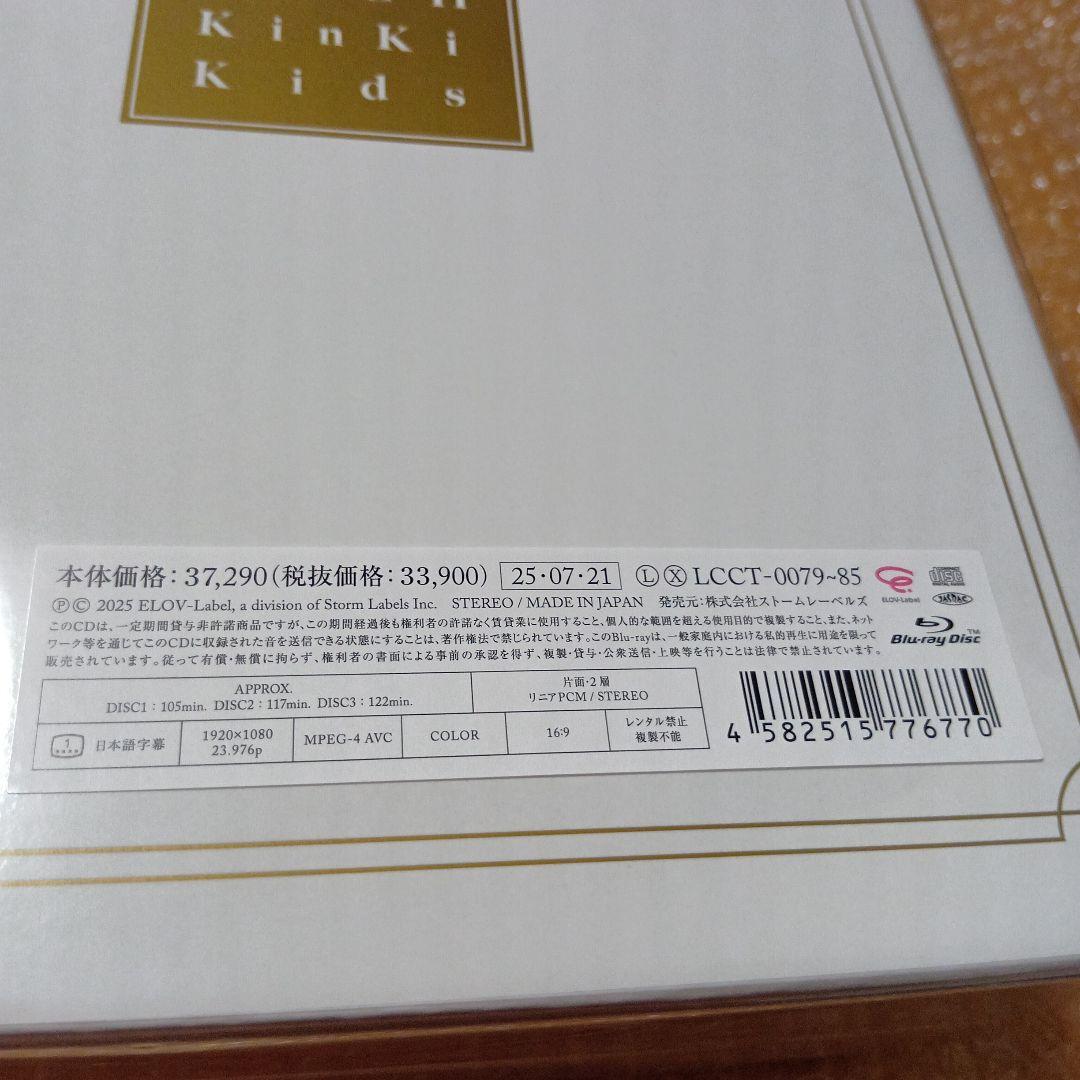 KinKi
Kids
本体価格：37,290（税抜価格：33,900） 25・07・21 Ⓛ Ⓧ LCCT-0079~85
ELOV-Label
DISC
JASRAC
Ⓟ© 2025 ELOV-Label, a division of Storm Labels Inc. STEREO / MADE IN JAPAN 発売元：株式会社ストームレーベルズ
このCDは、一定期間貸与非許諾商品ですが、この期間経過後も権利者の許諾なく賃貸業に使用すること、個人的な範囲を超える使用目的で複製すること、また、ネット
ワーク等を通じてこのCDに収録された音を送信できる状態にすることは、著作権法で禁じられています。このBlu-rayは、一般家庭内における私的再生に用途を限って
販売されています。従って有償・無償に拘らず、権利者の書面による事前の承認を得ず、複製・貸与・公衆送信・上映等を行うことは法律で禁止されています。
Blu-ray Disc™
APPROX.
DISC1：105min. DISC2：117min. DISC3：122min.
片面・2層
リニアPCM / STEREO
1 日本語字幕
1920×1080
23.976p
MPEG-4 AVC
COLOR
16:9
レンタル禁止
複製不能
4 582515 776770